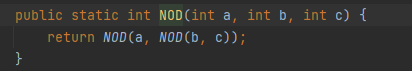 public static int NOD(int a, int b, int c) {
    return NOD(a, NOD(b, c));
}